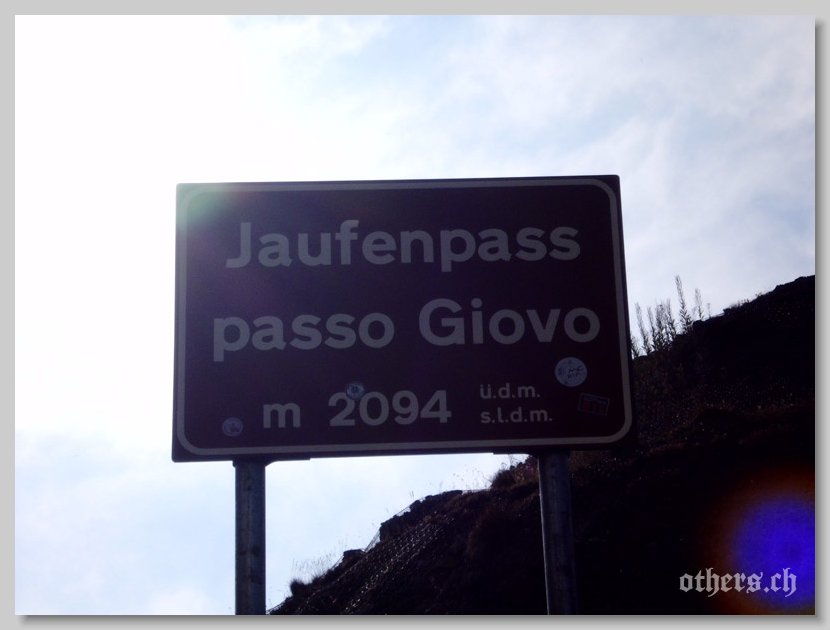 Jaufenpass
passo Giovo
m 2094 ü.d.m.
s.l.d.m.
others.ch